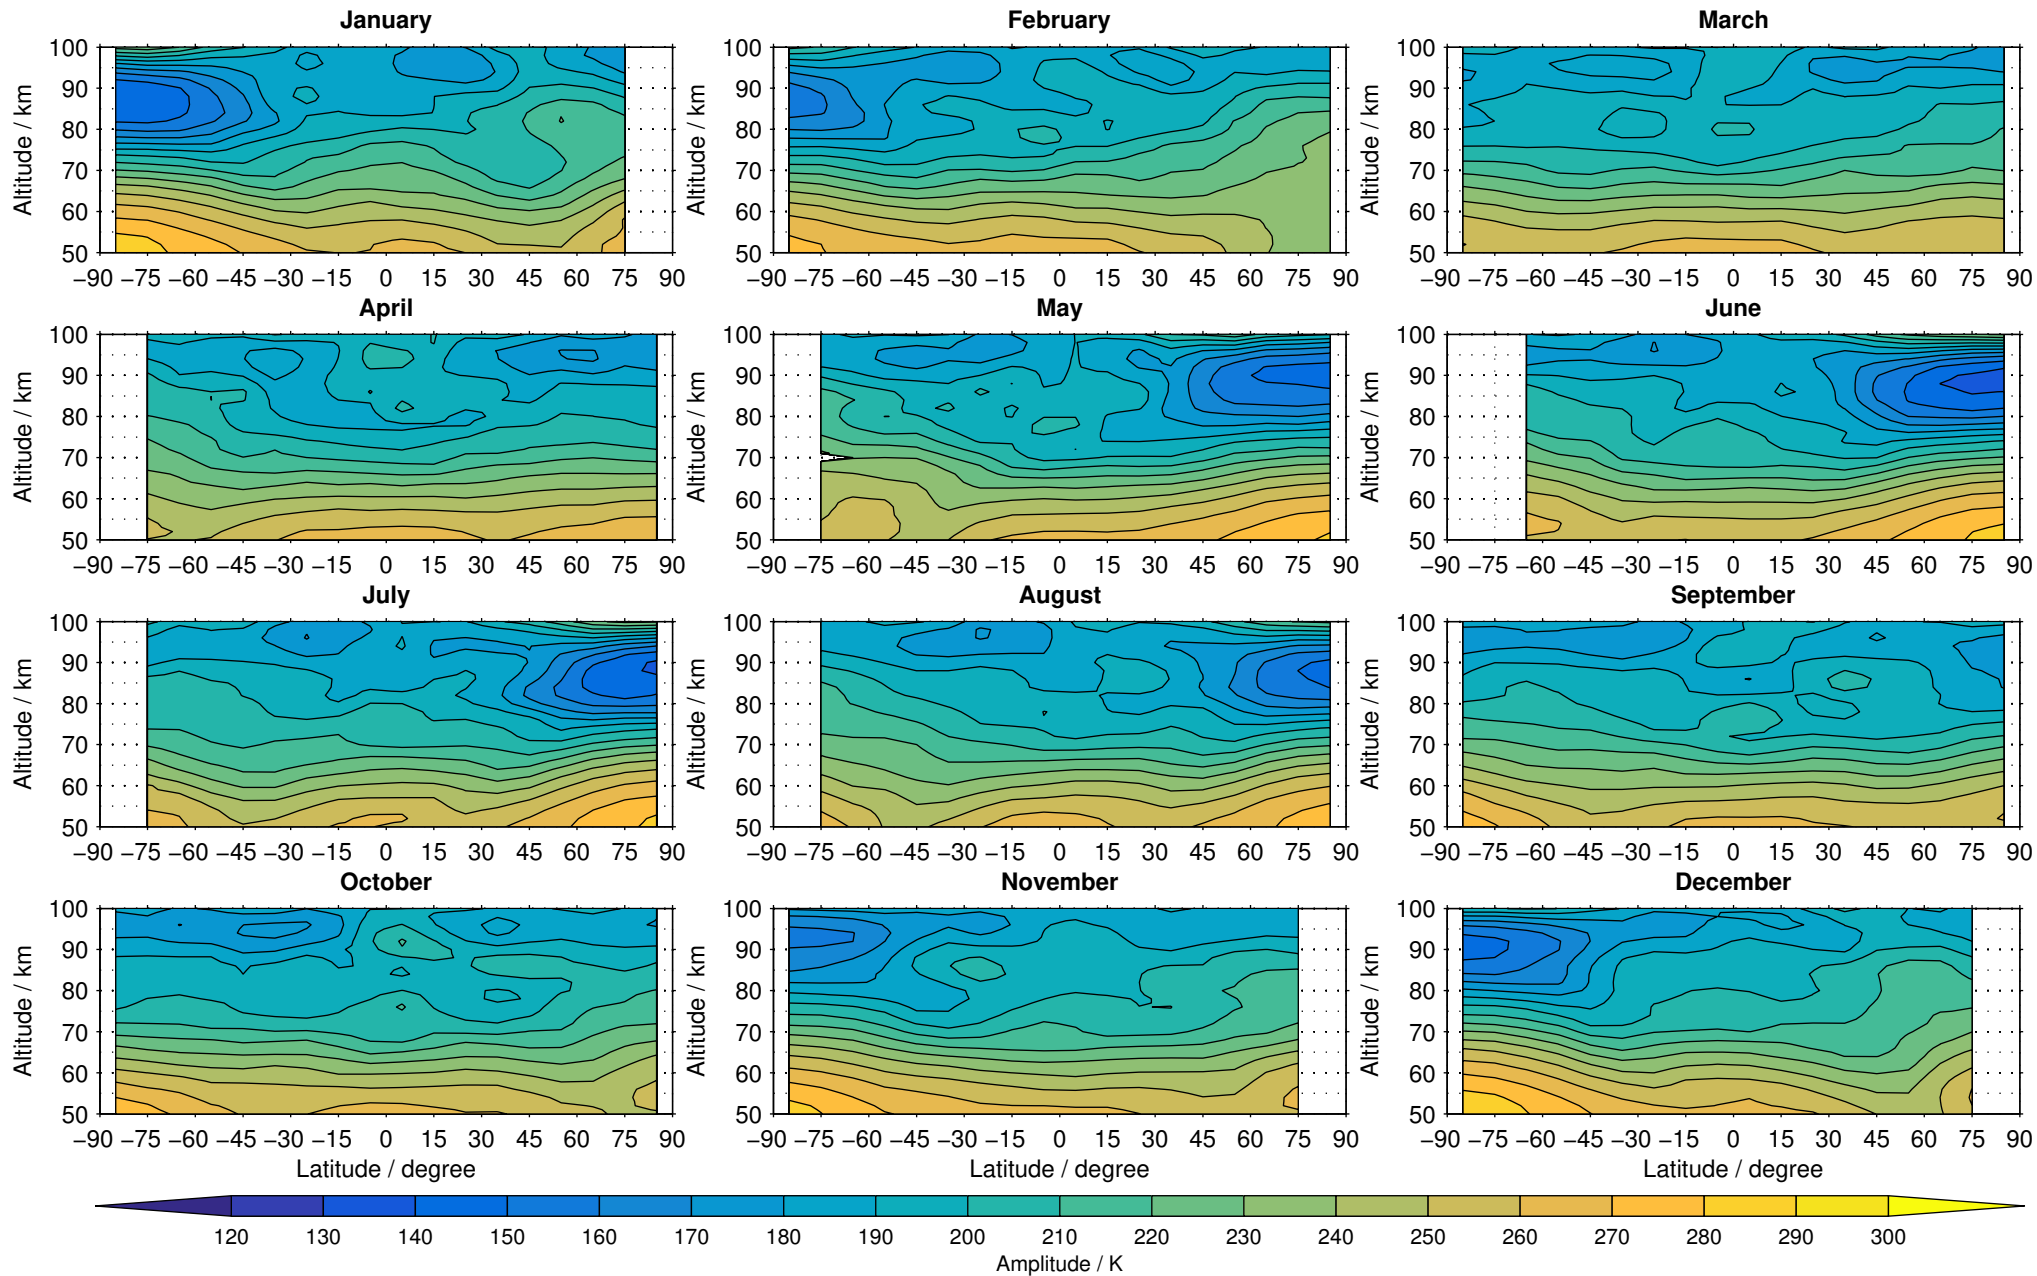 January February March
100 100 100
90 90 90
80 80 80
70 70 70
60 60 60
50 50 50
Altitude / km Altitude / km Altitude / km
−90 −75 −60 −45 −30 −15 0 15 30 45 60 75 90 −90 −75 −60 −45 −30 −15 0 15 30 45 60 75 90 −90 −75 −60 −45 −30 −15 0 15 30 45 60 75 90
April May June
100 100 100
90 90 90
80 80 80
70 70 70
60 60 60
50 50 50
Altitude / km Altitude / km Altitude / km
−90 −75 −60 −45 −30 −15 0 15 30 45 60 75 90 −90 −75 −60 −45 −30 −15 0 15 30 45 60 75 90 −90 −75 −60 −45 −30 −15 0 15 30 45 60 75 90
July August September
100 100 100
90 90 90
80 80 80
70 70 70
60 60 60
50 50 50
Altitude / km Altitude / km Altitude / km
−90 −75 −60 −45 −30 −15 0 15 30 45 60 75 90 −90 −75 −60 −45 −30 −15 0 15 30 45 60 75 90 −90 −75 −60 −45 −30 −15 0 15 30 45 60 75 90
October November December
100 100 100
90 90 90
80 80 80
70 70 70
60 60 60
50 50 50
Altitude / km Altitude / km Altitude / km
−90 −75 −60 −45 −30 −15 0 15 30 45 60 75 90 −90 −75 −60 −45 −30 −15 0 15 30 45 60 75 90 −90 −75 −60 −45 −30 −15 0 15 30 45 60 75 90
Latitude / degree Latitude / degree Latitude / degree
120 130 140 150 160 170 180 190 200 210 220 230 240 250 260 270 280 290 300
Amplitude / K